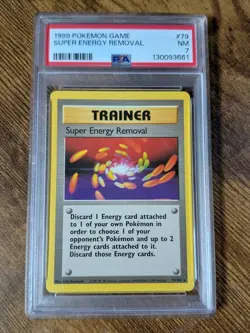 1999 POKEMON GAME #79
SUPER ENERGY REMOVAL NM
7
PSA 130093661
TRAINER
Super Energy Removal
Discard 1 Energy card attached
to 1 of your own Pokémon in
order to choose 1 of your
opponent's Pokémon and up to 2
Energy cards attached to it.
Discard those Energy cards.